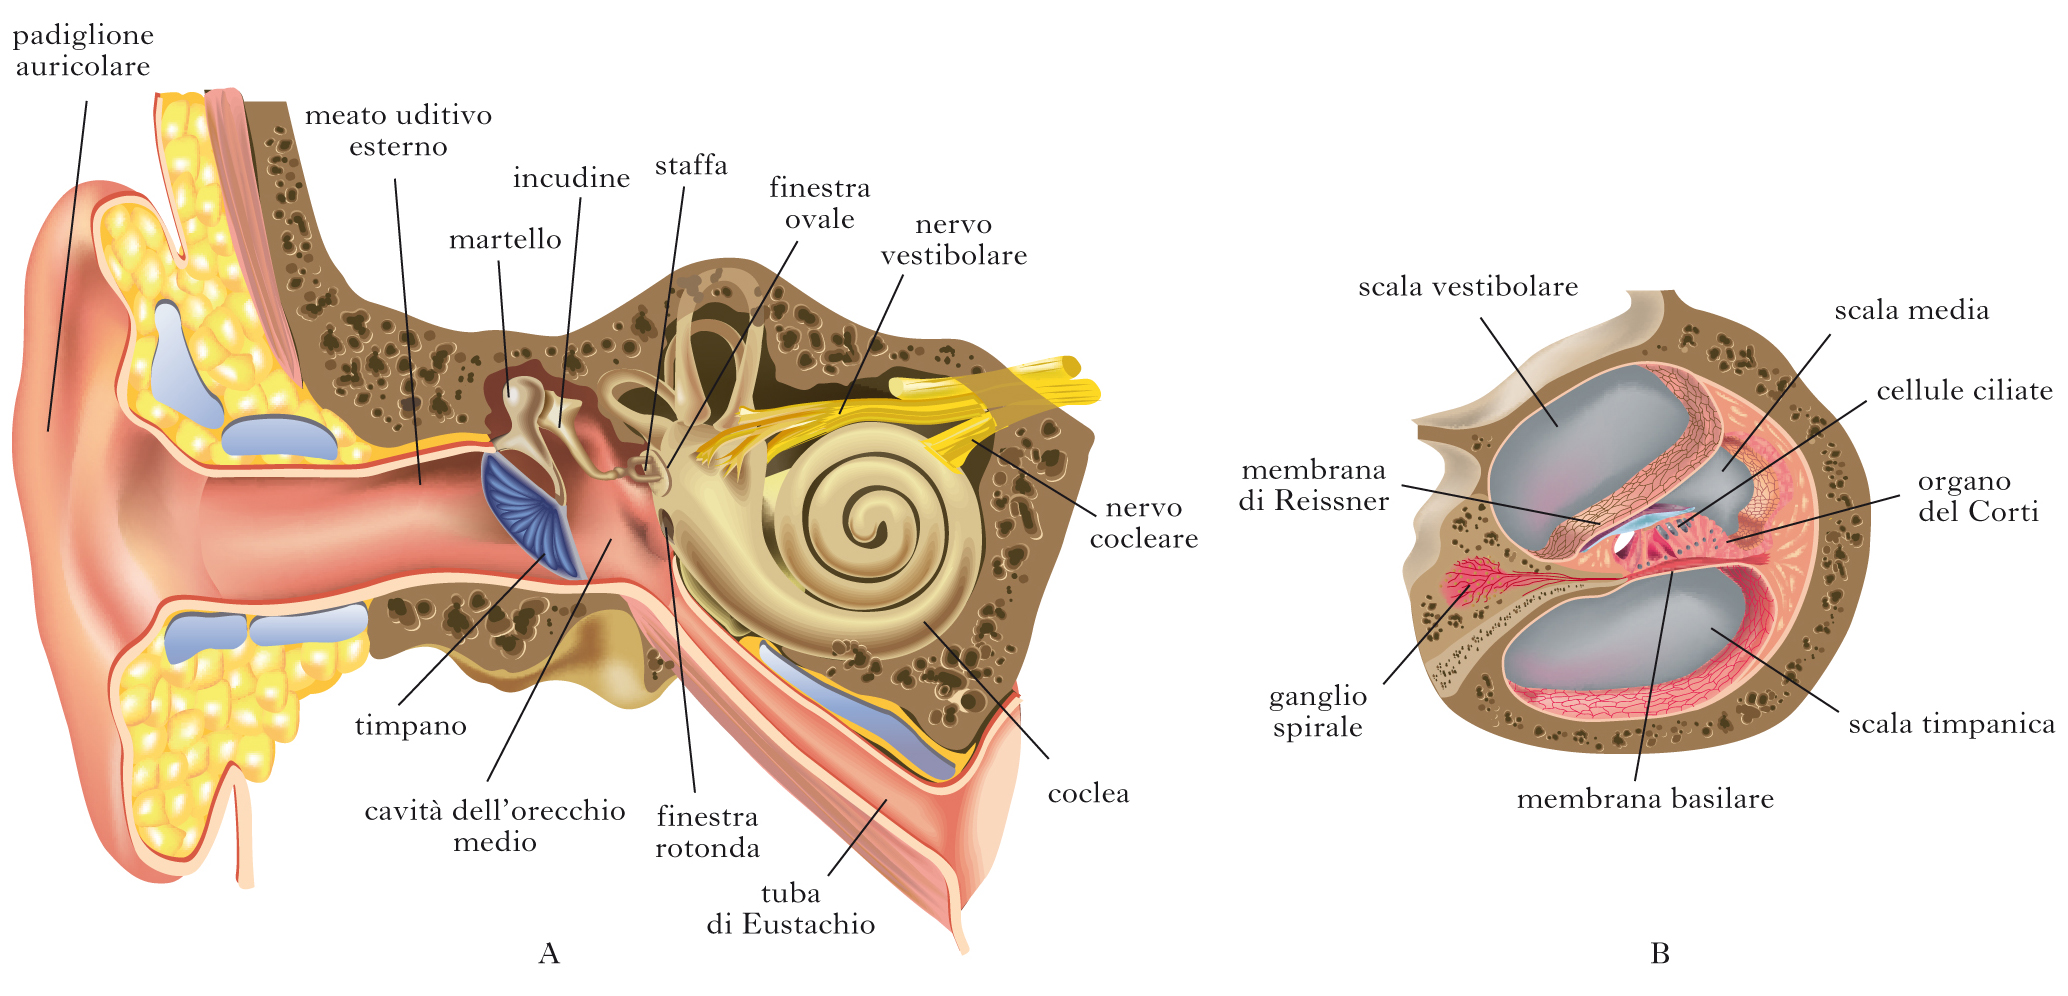 padiglione
auricolare
meato uditivo
esterno
incudine
staffa
martello
finestra
ovale
nervo
vestibolare
nervo
cocleare
timpano
cavità dell'orecchio
medio
finestra
rotonda
tuba
di Eustachio
coclea
A
scala vestibolare
scala media
cellule ciliate
membrana
di Reissner
organo
del Corti
ganglio
spirale
scala timpanica
membrana basilare
B